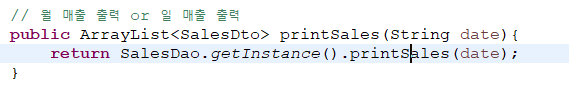 // 월 매출 출력 or 일 매출 출력
public ArrayList<SalesDto> printSales(String date){
    return SalesDao.getInstance().printSales(date);
}